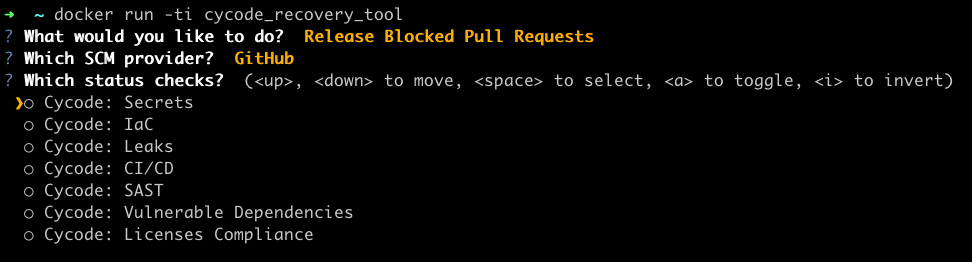 ➜ ~ docker run -ti cycode_recovery_tool
? What would you like to do? Release Blocked Pull Requests
? Which SCM provider? GitHub
? Which status checks? (<up>, <down> to move, <space> to select, <a> to toggle, <i> to invert)
❯○ Cycode: Secrets
○ Cycode: IaC
○ Cycode: Leaks
○ Cycode: CI/CD
○ Cycode: SAST
○ Cycode: Vulnerable Dependencies
○ Cycode: Licenses Compliance